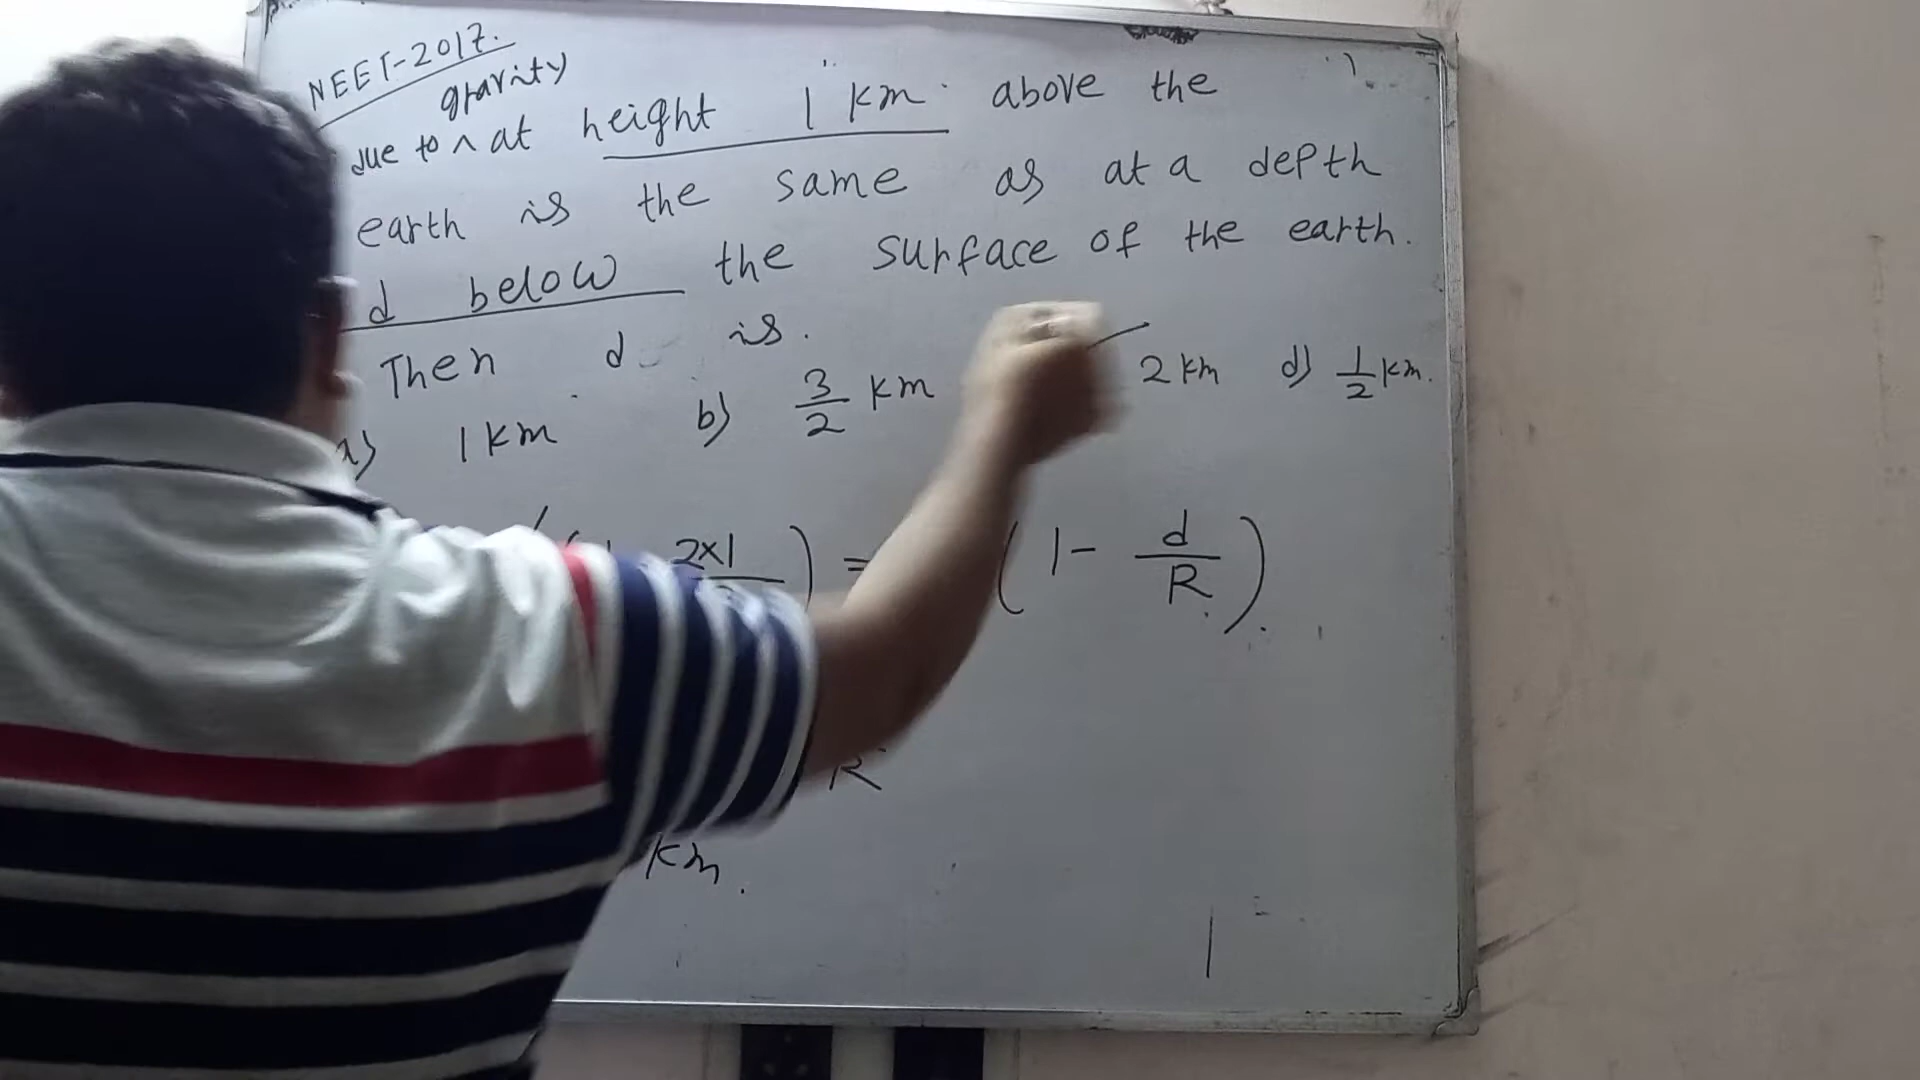 NEET-2017.
gravity
due to ^ at height 1 km above the
earth is the same as at a depth
d below the surface of the earth.
Then d is.
a) 1 km b) 3/2 km 2 km d) 1/2 km.
2×1 ) = ( 1 - d/R ).
R
km.